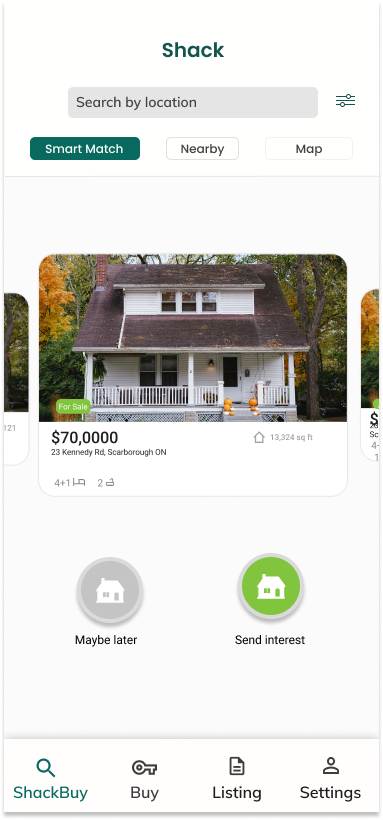 Shack
Search by location
Smart Match
Nearby
Map
For Sale
$70,0000
23 Kennedy Rd, Scarborough ON
13,324 sq ft
4+1
2
121
$
Sc
4-
1
Maybe later
Send interest
ShackBuy
Buy
Listing
Settings